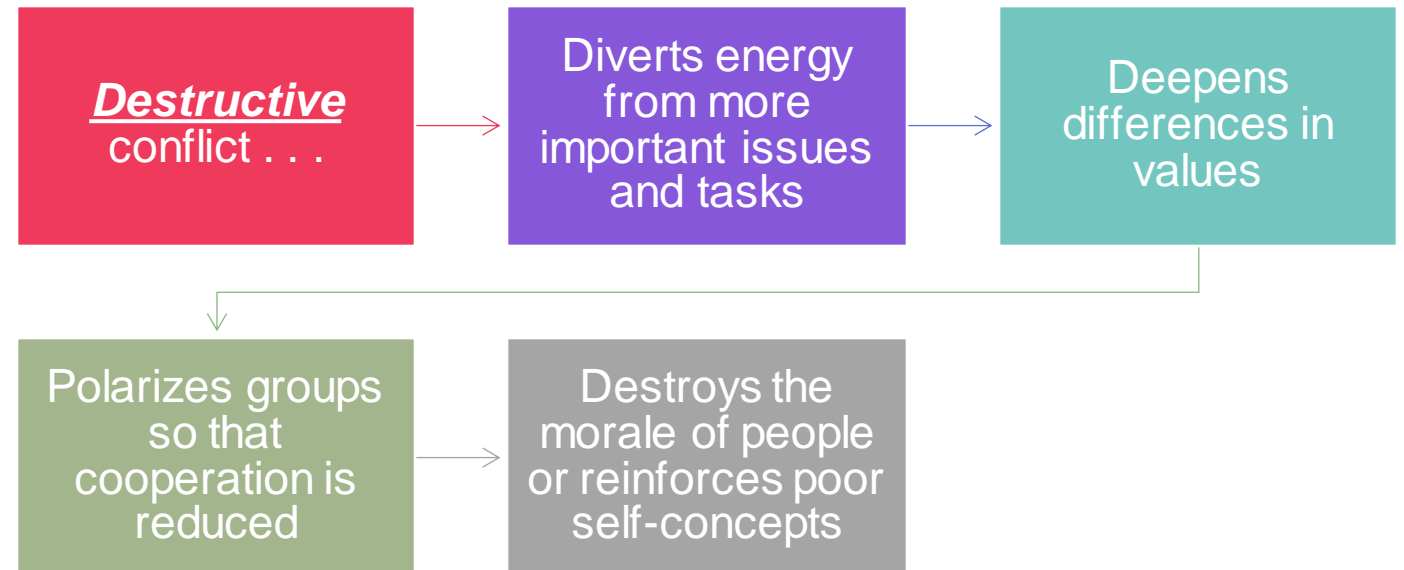 Destructive
conflict . . .
Diverts energy
from more
important issues
and tasks
Deepens
differences in
values
Polarizes groups
so that
cooperation is
reduced
Destroys the
morale of people
or reinforces poor
self-concepts